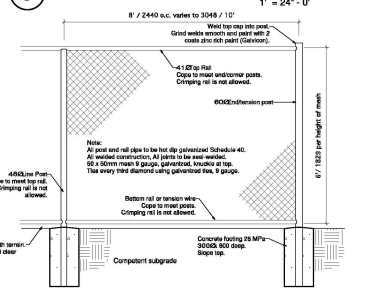 1' = 24" - 0'
8' / 2440 o.c. varies to 3048 / 10'
Weld top cap into post.
Grind welds smooth and paint with 2
coats zinc rich paint (Galvicon).
41Ø Top Rail
Cope to meet end/corner posts.
Crimping rail is not allowed.
60Ø End/tension post
6' / 1823 per height of mesh
Note:
All post and rail pipe to be hot dip galvanized Schedule 40.
All welded construction, All joints to be seal-welded.
50 x 50mm mesh 9 gauge, galvanized, knuckle at top.
Ties every third diamond using galvanized ties, 9 gauge.
48Ø Line Post
to meet top rail.
Crimping rail is not
allowed.
Bottom rail or tension wire
Cope to meet posts.
Crimping rail is not allowed.
th terrain.
clear
Concrete footing 25 MPa
300Ø x 600 deep.
Slope top.
Competent subgrade